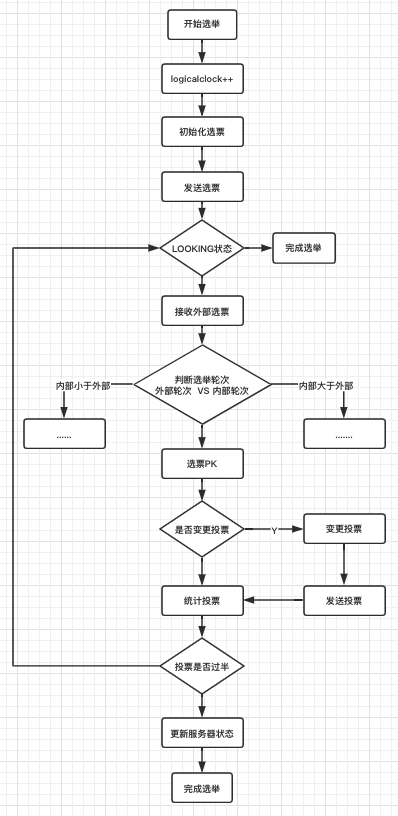 开始选举
logicalclock++
初始化选票
发送选票
LOOKING状态
完成选举
接收外部选票
判断选举轮次
外部轮次 VS 内部轮次
内部小于外部
内部大于外部
......
.......
选票PK
是否变更投票
Y
变更投票
统计投票
发送投票
投票是否过半
更新服务器状态
完成选举